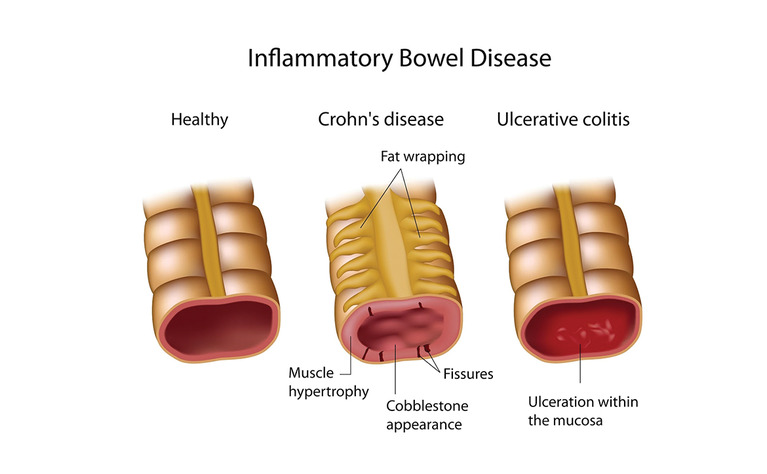 Inflammatory Bowel Disease
Healthy
Crohn's disease
Ulcerative colitis
Fat wrapping
Muscle
hypertrophy
Fissures
Cobblestone
appearance
Ulceration within
the mucosa